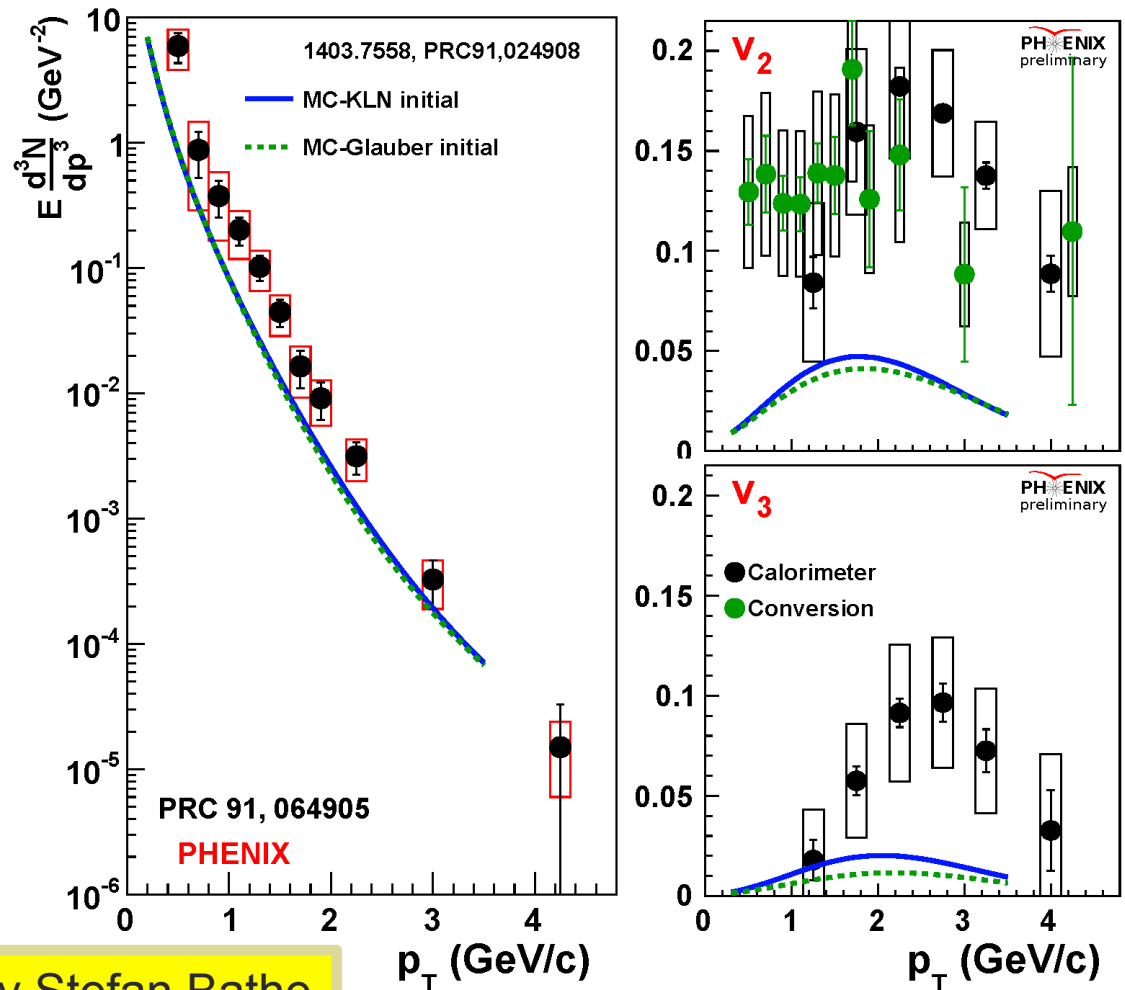 E d³N/dp³ (GeV⁻²)
10
1
10⁻¹
10⁻²
10⁻³
10⁻⁴
10⁻⁵
10⁻⁶
1403.7558, PRC91,024908
MC-KLN initial
MC-Glauber initial
PRC 91, 064905
PHENIX
0 1 2 3 4
p_T (GeV/c)
v₂
PHENIX
preliminary
0.2
0.15
0.1
0.05
0
v₃
PHENIX
preliminary
Calorimeter
Conversion
0.2
0.15
0.1
0.05
0
0 1 2 3 4
p_T (GeV/c)
Stefan Bathe